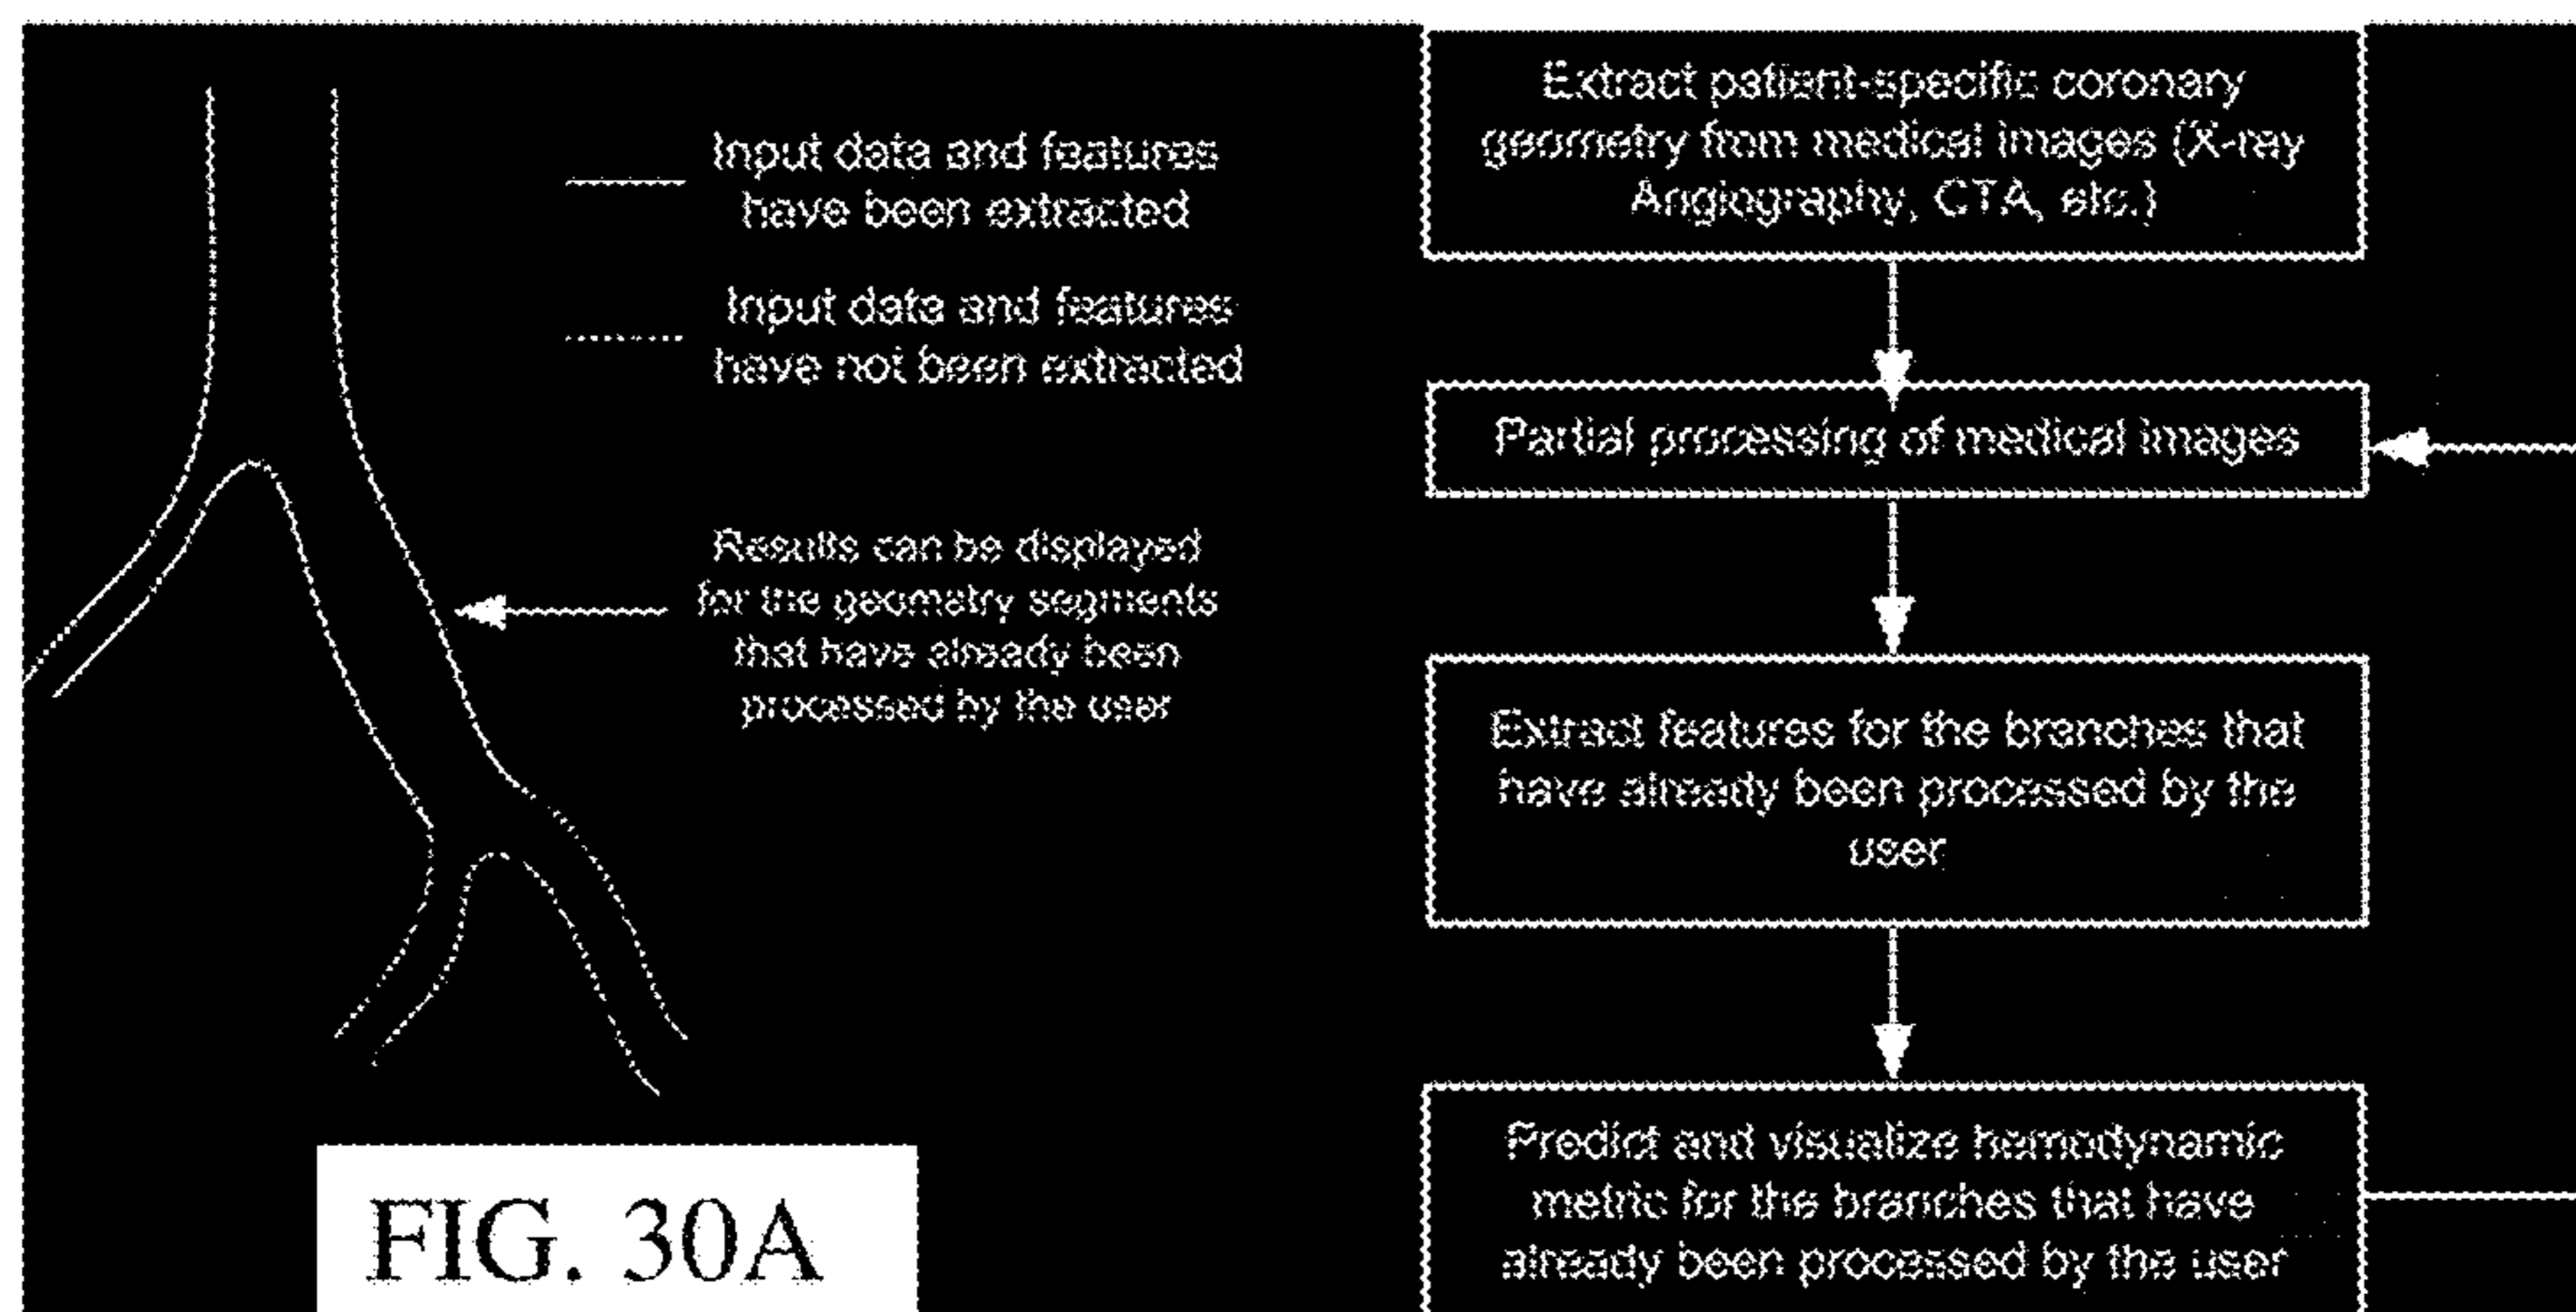 Input data and features
have been extracted
Input data and features
have not been extracted
Results can be displayed
for the geometry segments
that have already been
processed by the user
FIG. 30A
Extract patient-specific coronary
geometry from medical images (X-ray
Angiography, CTA, etc.)
Partial processing of medical images
Extract features for the branches that
have already been processed by the
user
Predict and visualize hemodynamic
metric for the branches that have
already been processed by the user